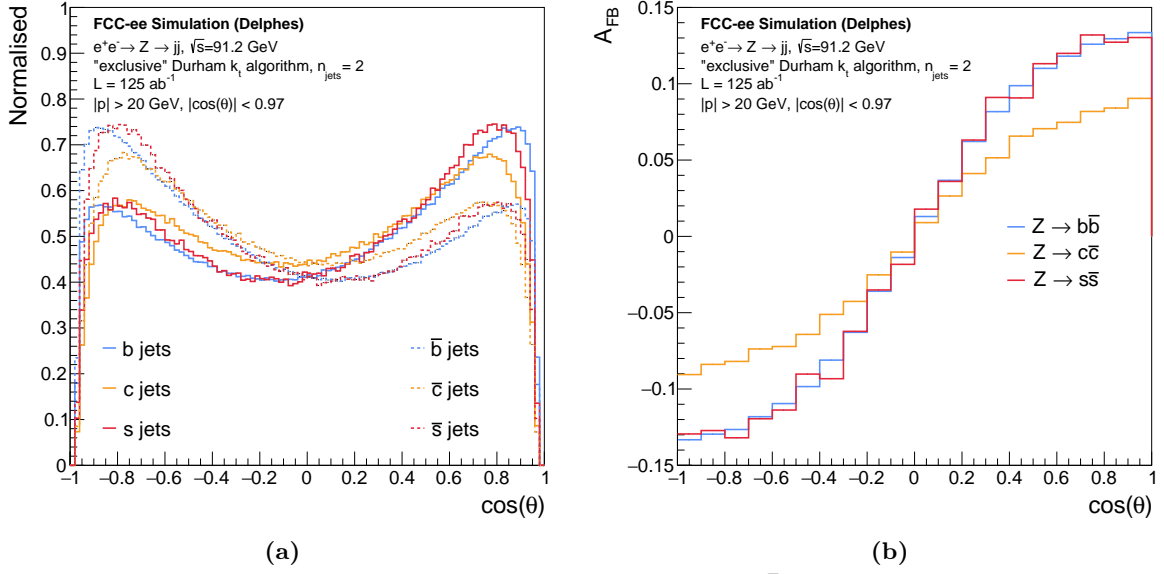 FCC-ee Simulation (Delphes)
e⁺e⁻→ Z → jj, √s=91.2 GeV
"exclusive" Durham kₜ algorithm, n_jets = 2
L = 125 ab⁻¹
|p| > 20 GeV, |cos(θ)| < 0.97
Normalised
1
0.9
0.8
0.7
0.6
0.5
0.4
0.3
0.2
0.1
0
b jets
c jets
s jets
b̅ jets
c̅ jets
s̅ jets
−1 −0.8 −0.6 −0.4 −0.2 0 0.2 0.4 0.6 0.8 1
cos(θ)
(a)
FCC-ee Simulation (Delphes)
e⁺e⁻→ Z → jj, √s=91.2 GeV
"exclusive" Durham kₜ algorithm, n_jets = 2
L = 125 ab⁻¹
|p| > 20 GeV, |cos(θ)| < 0.97
A_FB
0.15
0.1
0.05
0
−0.05
−0.1
−0.15
Z → bb̅
Z → cc̅
Z → ss̅
−1 −0.8 −0.6 −0.4 −0.2 0 0.2 0.4 0.6 0.8 1
cos(θ)
(b)